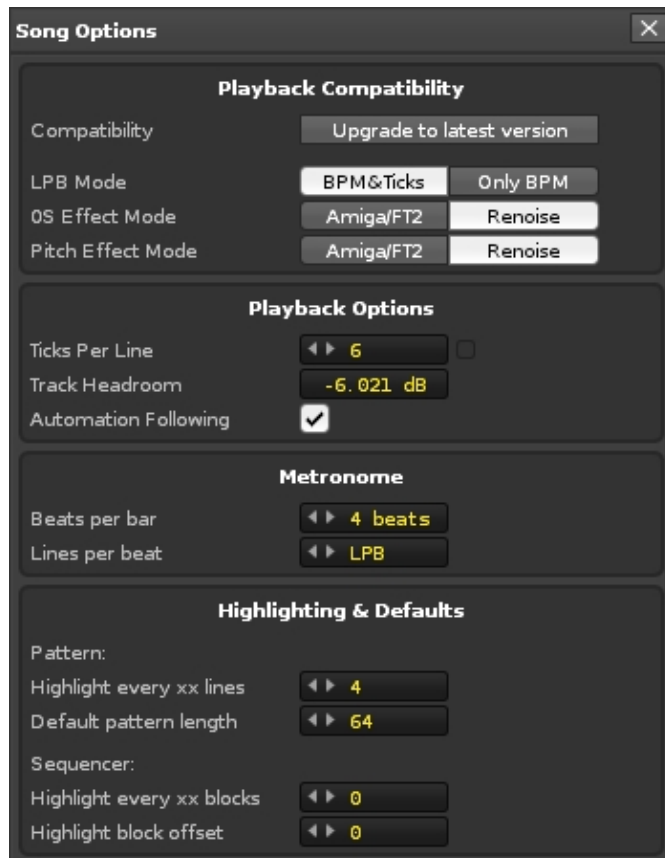 Song Options
Playback Compatibility
Compatibility Upgrade to latest version
LPB Mode BPM&Ticks Only BPM
0S Effect Mode Amiga/FT2 Renoise
Pitch Effect Mode Amiga/FT2 Renoise
Playback Options
Ticks Per Line 6
Track Headroom -6.021 dB
Automation Following
Metronome
Beats per bar 4 beats
Lines per beat LPB
Highlighting & Defaults
Pattern:
Highlight every xx lines 4
Default pattern length 64
Sequencer:
Highlight every xx blocks 0
Highlight block offset 0